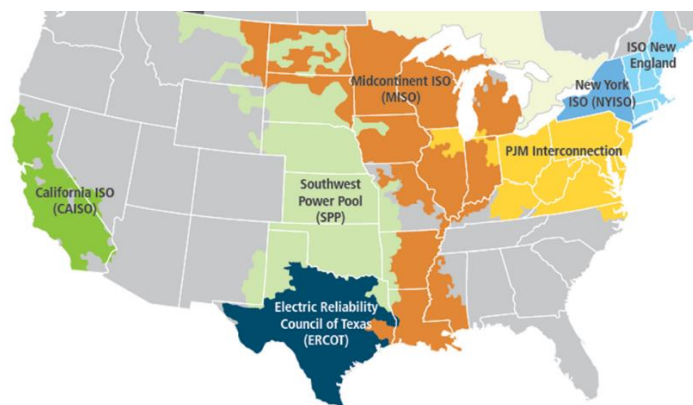 ISO New
England
Midcontinent ISO
(MISO)
New York
ISO (NYISO)
PJM Interconnection
California ISO
(CAISO)
Southwest
Power Pool
(SPP)
Electric Reliability
Council of Texas
(ERCOT)